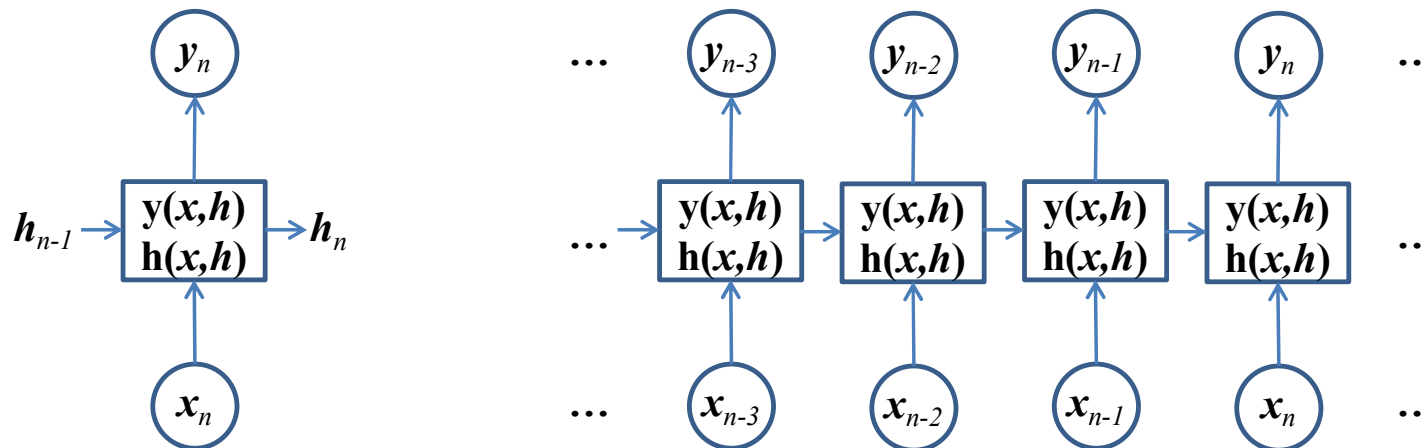 yn
... yn-3 yn-2 yn-1 yn ..
hn-1 y(x,h) hn
h(x,h)
... y(x,h) y(x,h) y(x,h) y(x,h) ..
h(x,h) h(x,h) h(x,h) h(x,h)
xn
... xn-3 xn-2 xn-1 xn ..